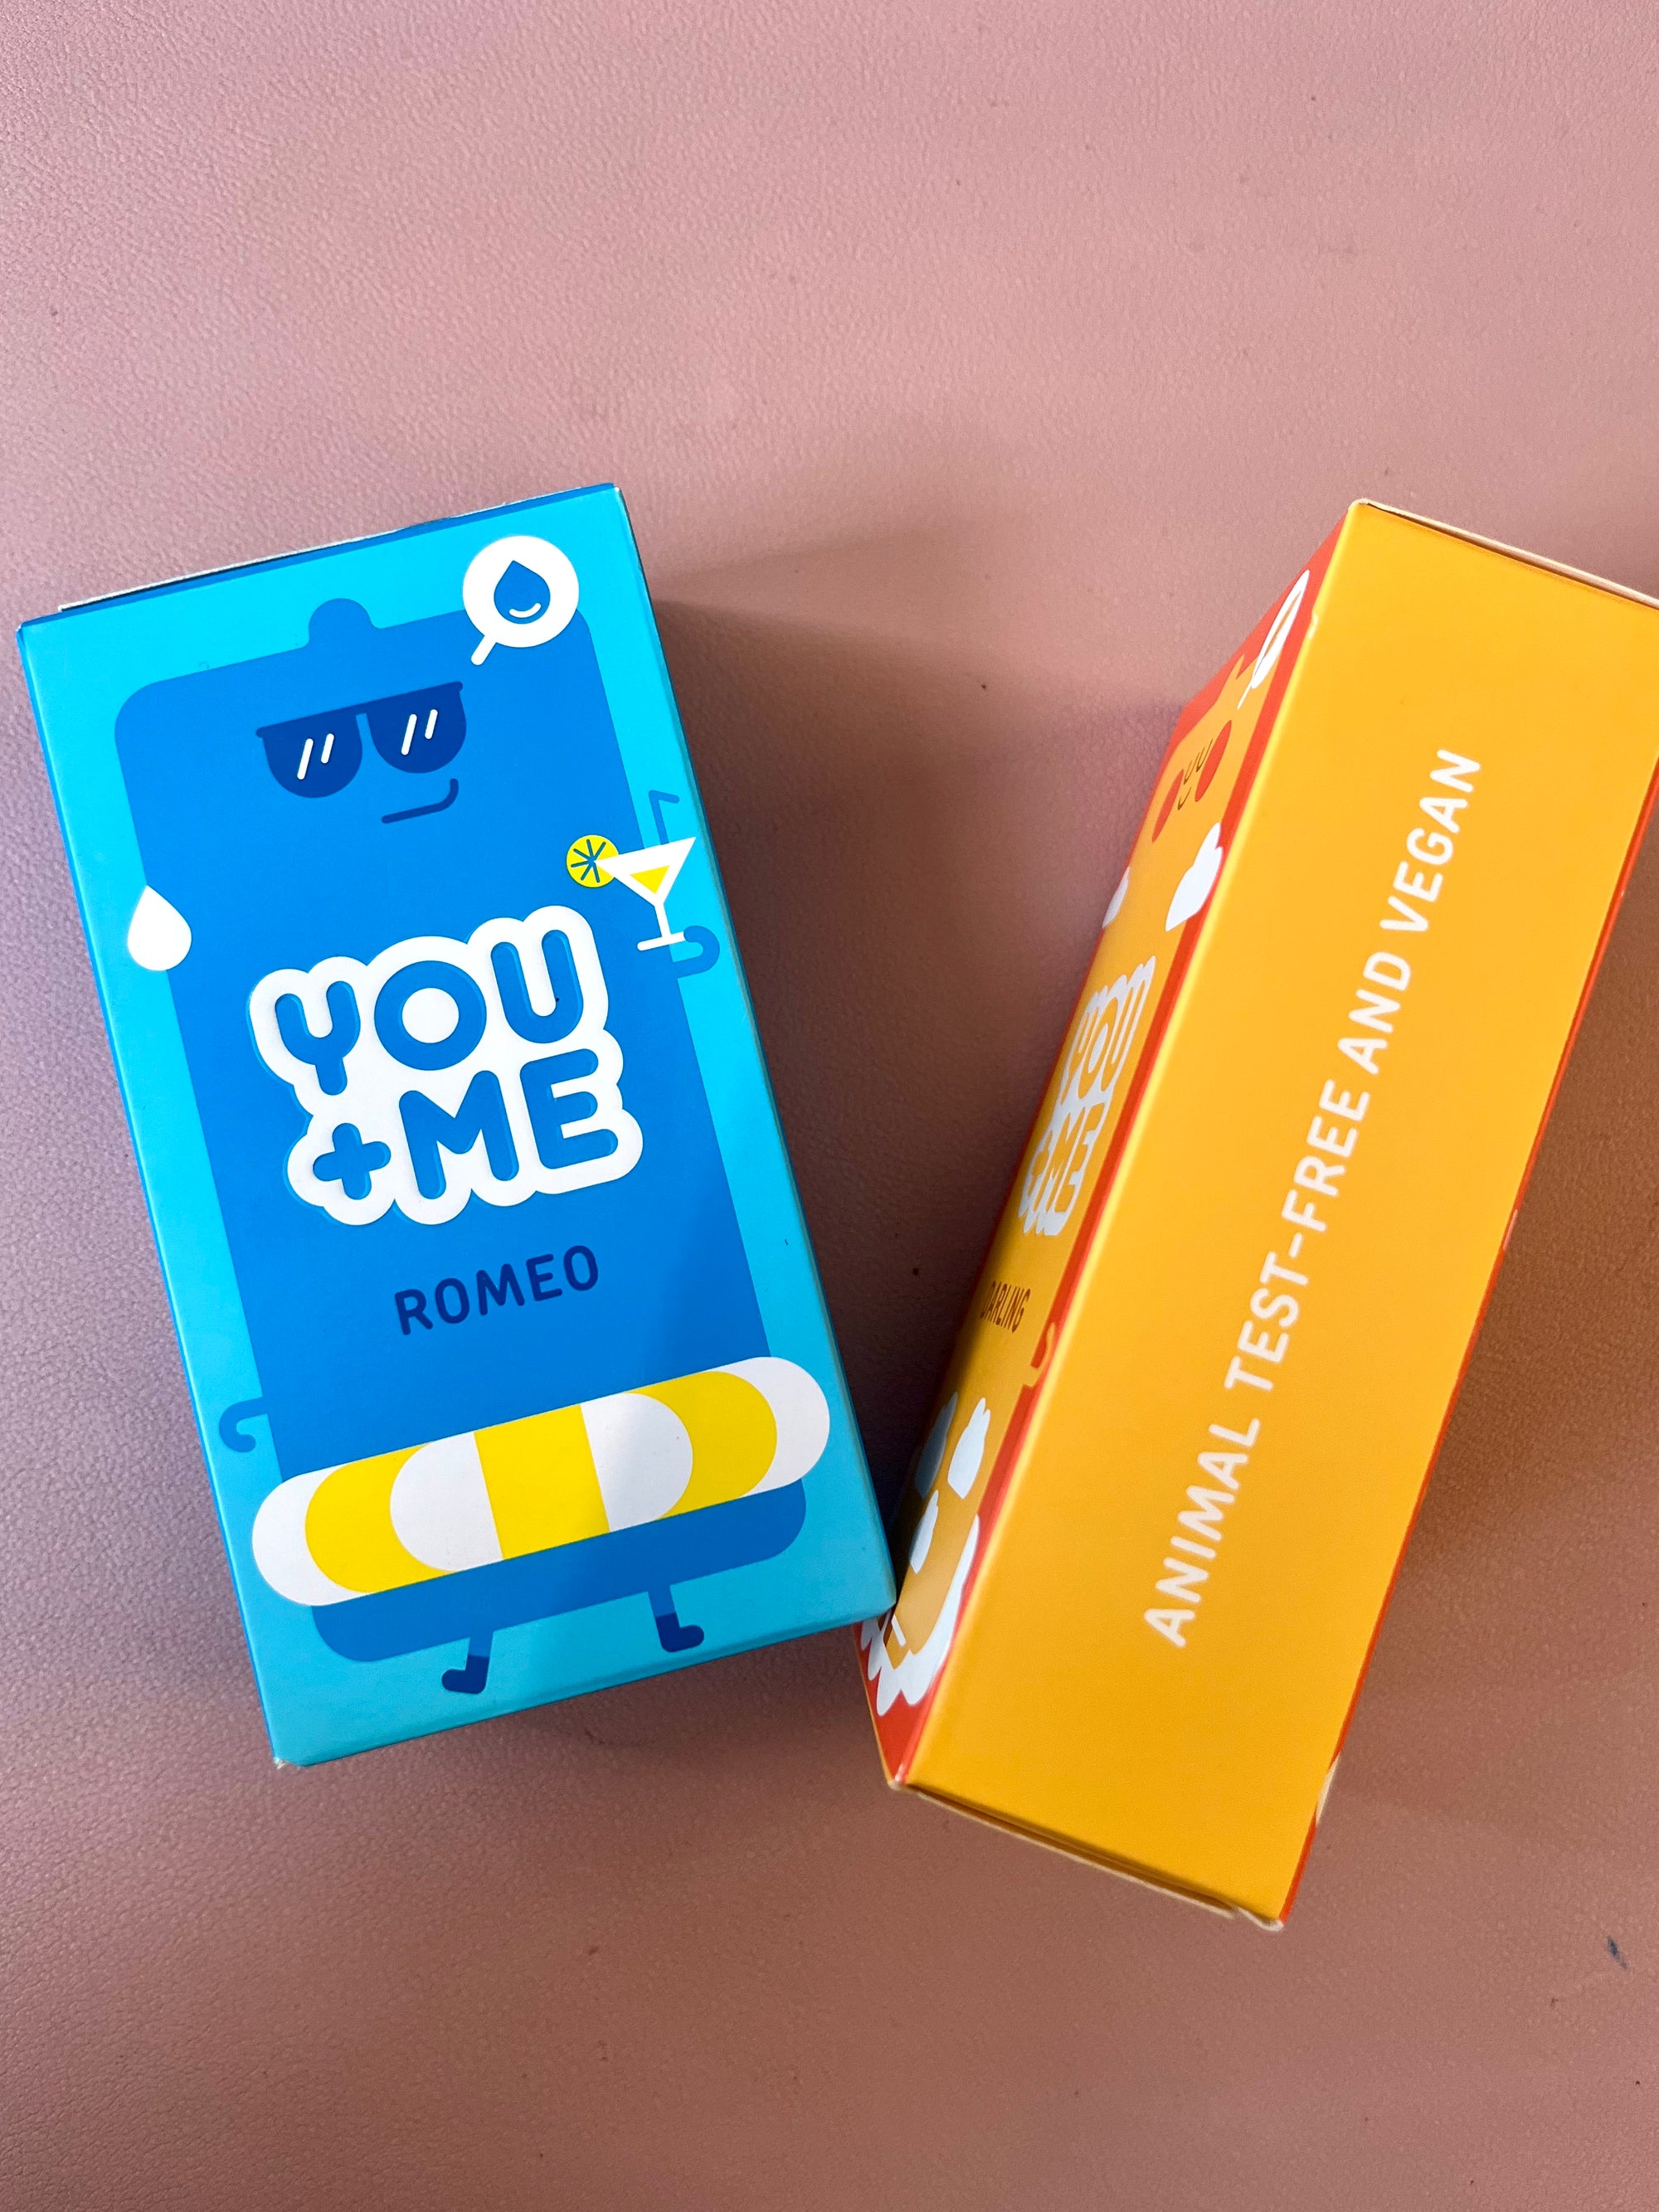 YOU
+ME
ROMEO
YOU
+ME
DARLING
ANIMAL TEST-FREE AND VEGAN